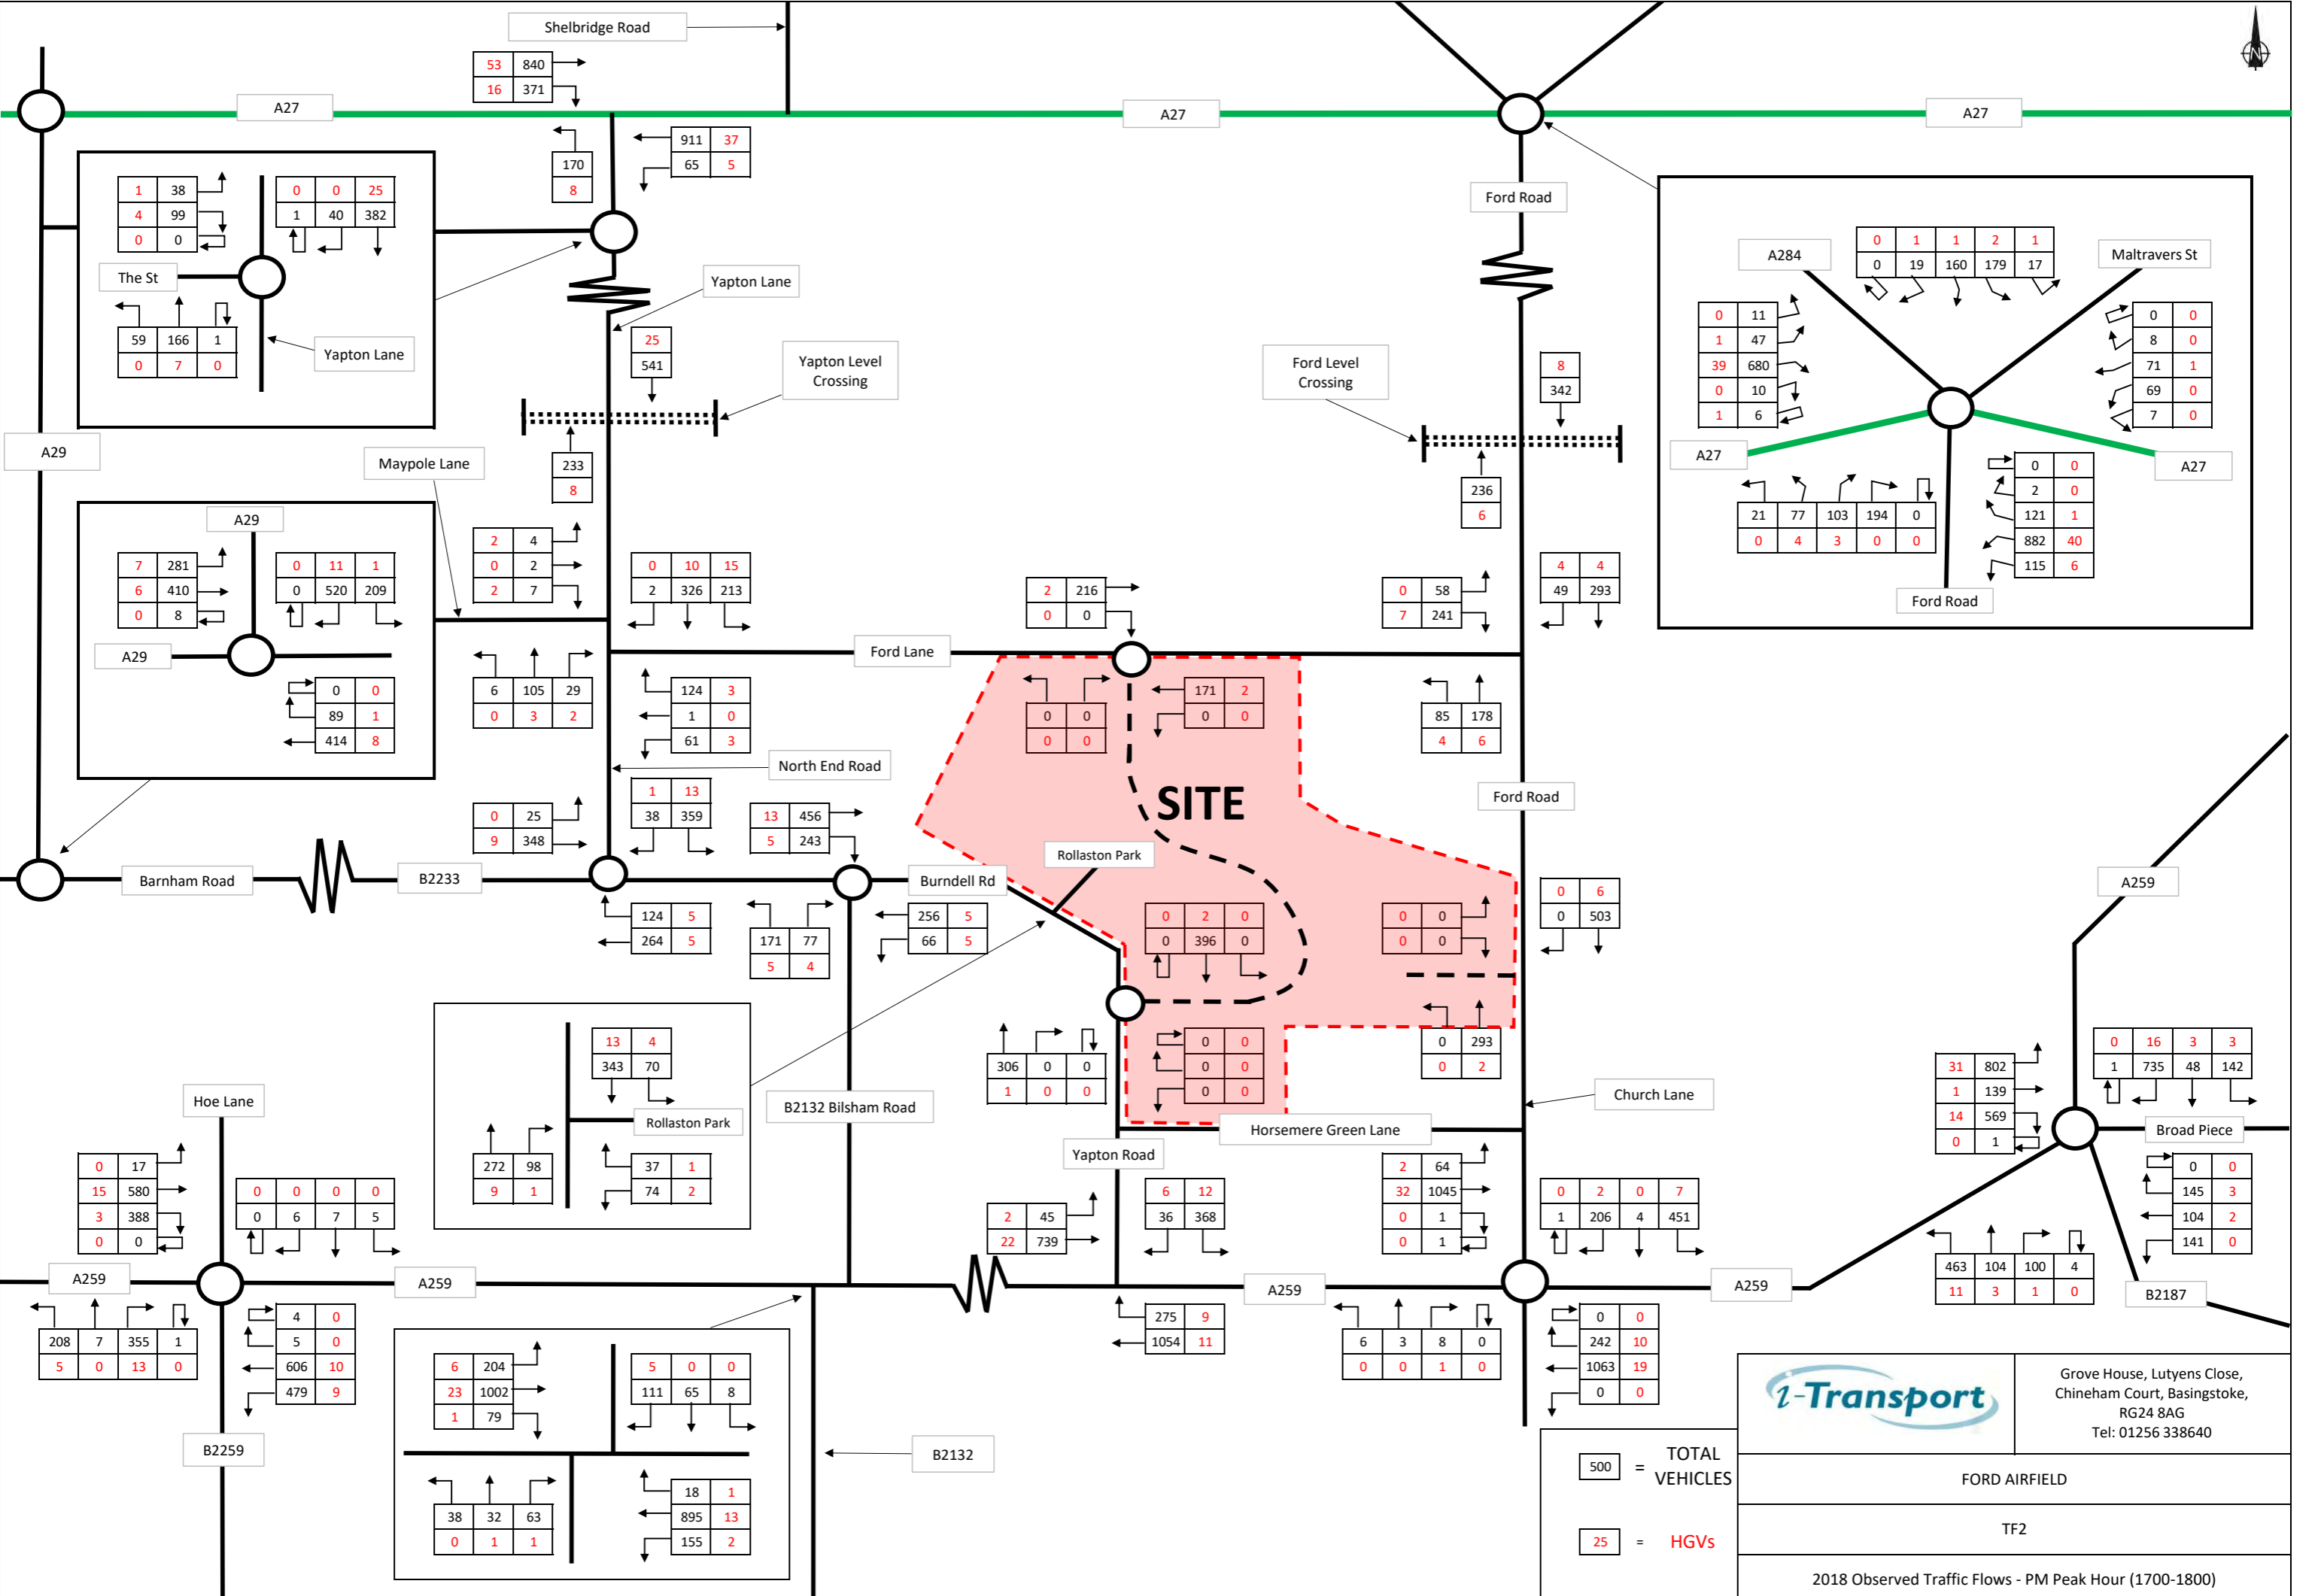 Shelbridge Road
53 840
16 371
A27
A27
A27
911 37
65 5
170
8
1 38
4 99
0 0
0 0 25
1 40 382
The St
59 166 1
0 7 0
Yapton Lane
Yapton Lane
Ford Road
A284
0 1 1 2 1
0 19 160 179 17
Maltravers St
0 11
1 47
39 680
0 10
1 6
0 0
8 0
71 1
69 0
7 0
A27
A27
21 77 103 194 0
0 4 3 0 0
0 0
2 0
121 1
882 40
115 6
Ford Road
25
541
Yapton Level
Crossing
Ford Level
Crossing
8
342
A29
Maypole Lane
233
8
236
6
A29
7 281
6 410
0 8
0 11 1
0 520 209
A29
0 0
89 1
414 8
2 4
0 2
2 7
0 10 15
2 326 213
2 216
0 0
0 58
7 241
4 4
49 293
Ford Lane
6 105 29
0 3 2
124 3
1 0
61 3
0 0
0 0
171 2
0 0
85 178
4 6
North End Road
SITE
Ford Road
0 25
9 348
1 13
38 359
13 456
5 243
Rollaston Park
Barnham Road
B2233
Burndell Rd
A259
124 5
264 5
171 77
5 4
256 5
66 5
0 2 0
0 396 0
0 0
0 0
0 6
0 503
13 4
343 70
Rollaston Park
272 98
9 1
37 1
74 2
306 0 0
1 0 0
0 0
0 0
0 0
0 293
0 2
31 802
1 139
14 569
0 1
0 16 3 3
1 735 48 142
Hoe Lane
B2132 Bilsham Road
Church Lane
Horsemere Green Lane
Broad Piece
Yapton Road
0 17
15 580
3 388
0 0
0 0 0 0
0 6 7 5
2 45
22 739
6 12
36 368
2 64
32 1045
0 1
0 1
0 2 0 7
1 206 4 451
0 0
145 3
104 2
141 0
463 104 100 4
11 3 1 0
A259
A259
A259
A259
B2187
208 7 355 1
5 0 13 0
4 0
5 0
606 10
479 9
275 9
1054 11
6 3 8 0
0 0 1 0
0 0
242 10
1063 19
0 0
6 204
23 1002
1 79
5 0 0
111 65 8
38 32 63
0 1 1
18 1
895 13
155 2
B2259
B2132
500 = TOTAL
VEHICLES
25 = HGVs
i-Transport
Grove House, Lutyens Close,
Chineham Court, Basingstoke,
RG24 8AG
Tel: 01256 338640
FORD AIRFIELD
TF2
2018 Observed Traffic Flows - PM Peak Hour (1700-1800)